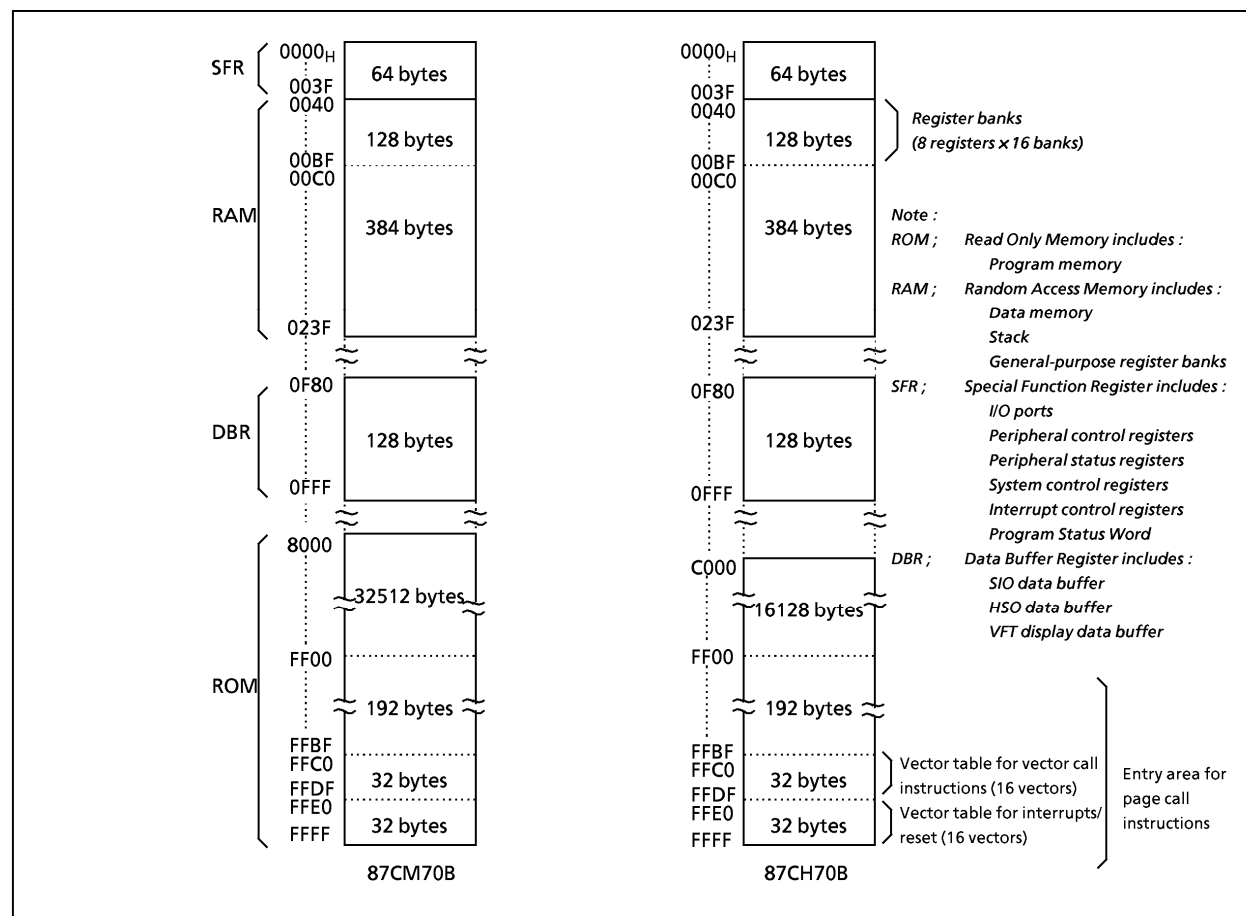 SFR
0000H
003F
64 bytes
RAM
0040
128 bytes
00BF
00C0
384 bytes
023F
DBR
0F80
128 bytes
0FFF
ROM
8000
32512 bytes
FF00
192 bytes
FFBF
FFC0
32 bytes
FFDF
FFE0
32 bytes
FFFF
87CM70B
0000H
003F
64 bytes
0040
128 bytes
00BF
00C0
384 bytes
023F
0F80
128 bytes
0FFF
C000
16128 bytes
FF00
192 bytes
FFBF
FFC0
32 bytes
FFDF
FFE0
32 bytes
FFFF
87CH70B
Register banks
(8 registers × 16 banks)
Note :
ROM ; Read Only Memory includes :
Program memory
RAM ; Random Access Memory includes :
Data memory
Stack
General-purpose register banks
SFR ; Special Function Register includes :
I/O ports
Peripheral control registers
Peripheral status registers
System control registers
Interrupt control registers
Program Status Word
DBR ; Data Buffer Register includes :
SIO data buffer
HSO data buffer
VFT display data buffer
Vector table for vector call
instructions (16 vectors)
Vector table for interrupts/
reset (16 vectors)
Entry area for
page call
instructions